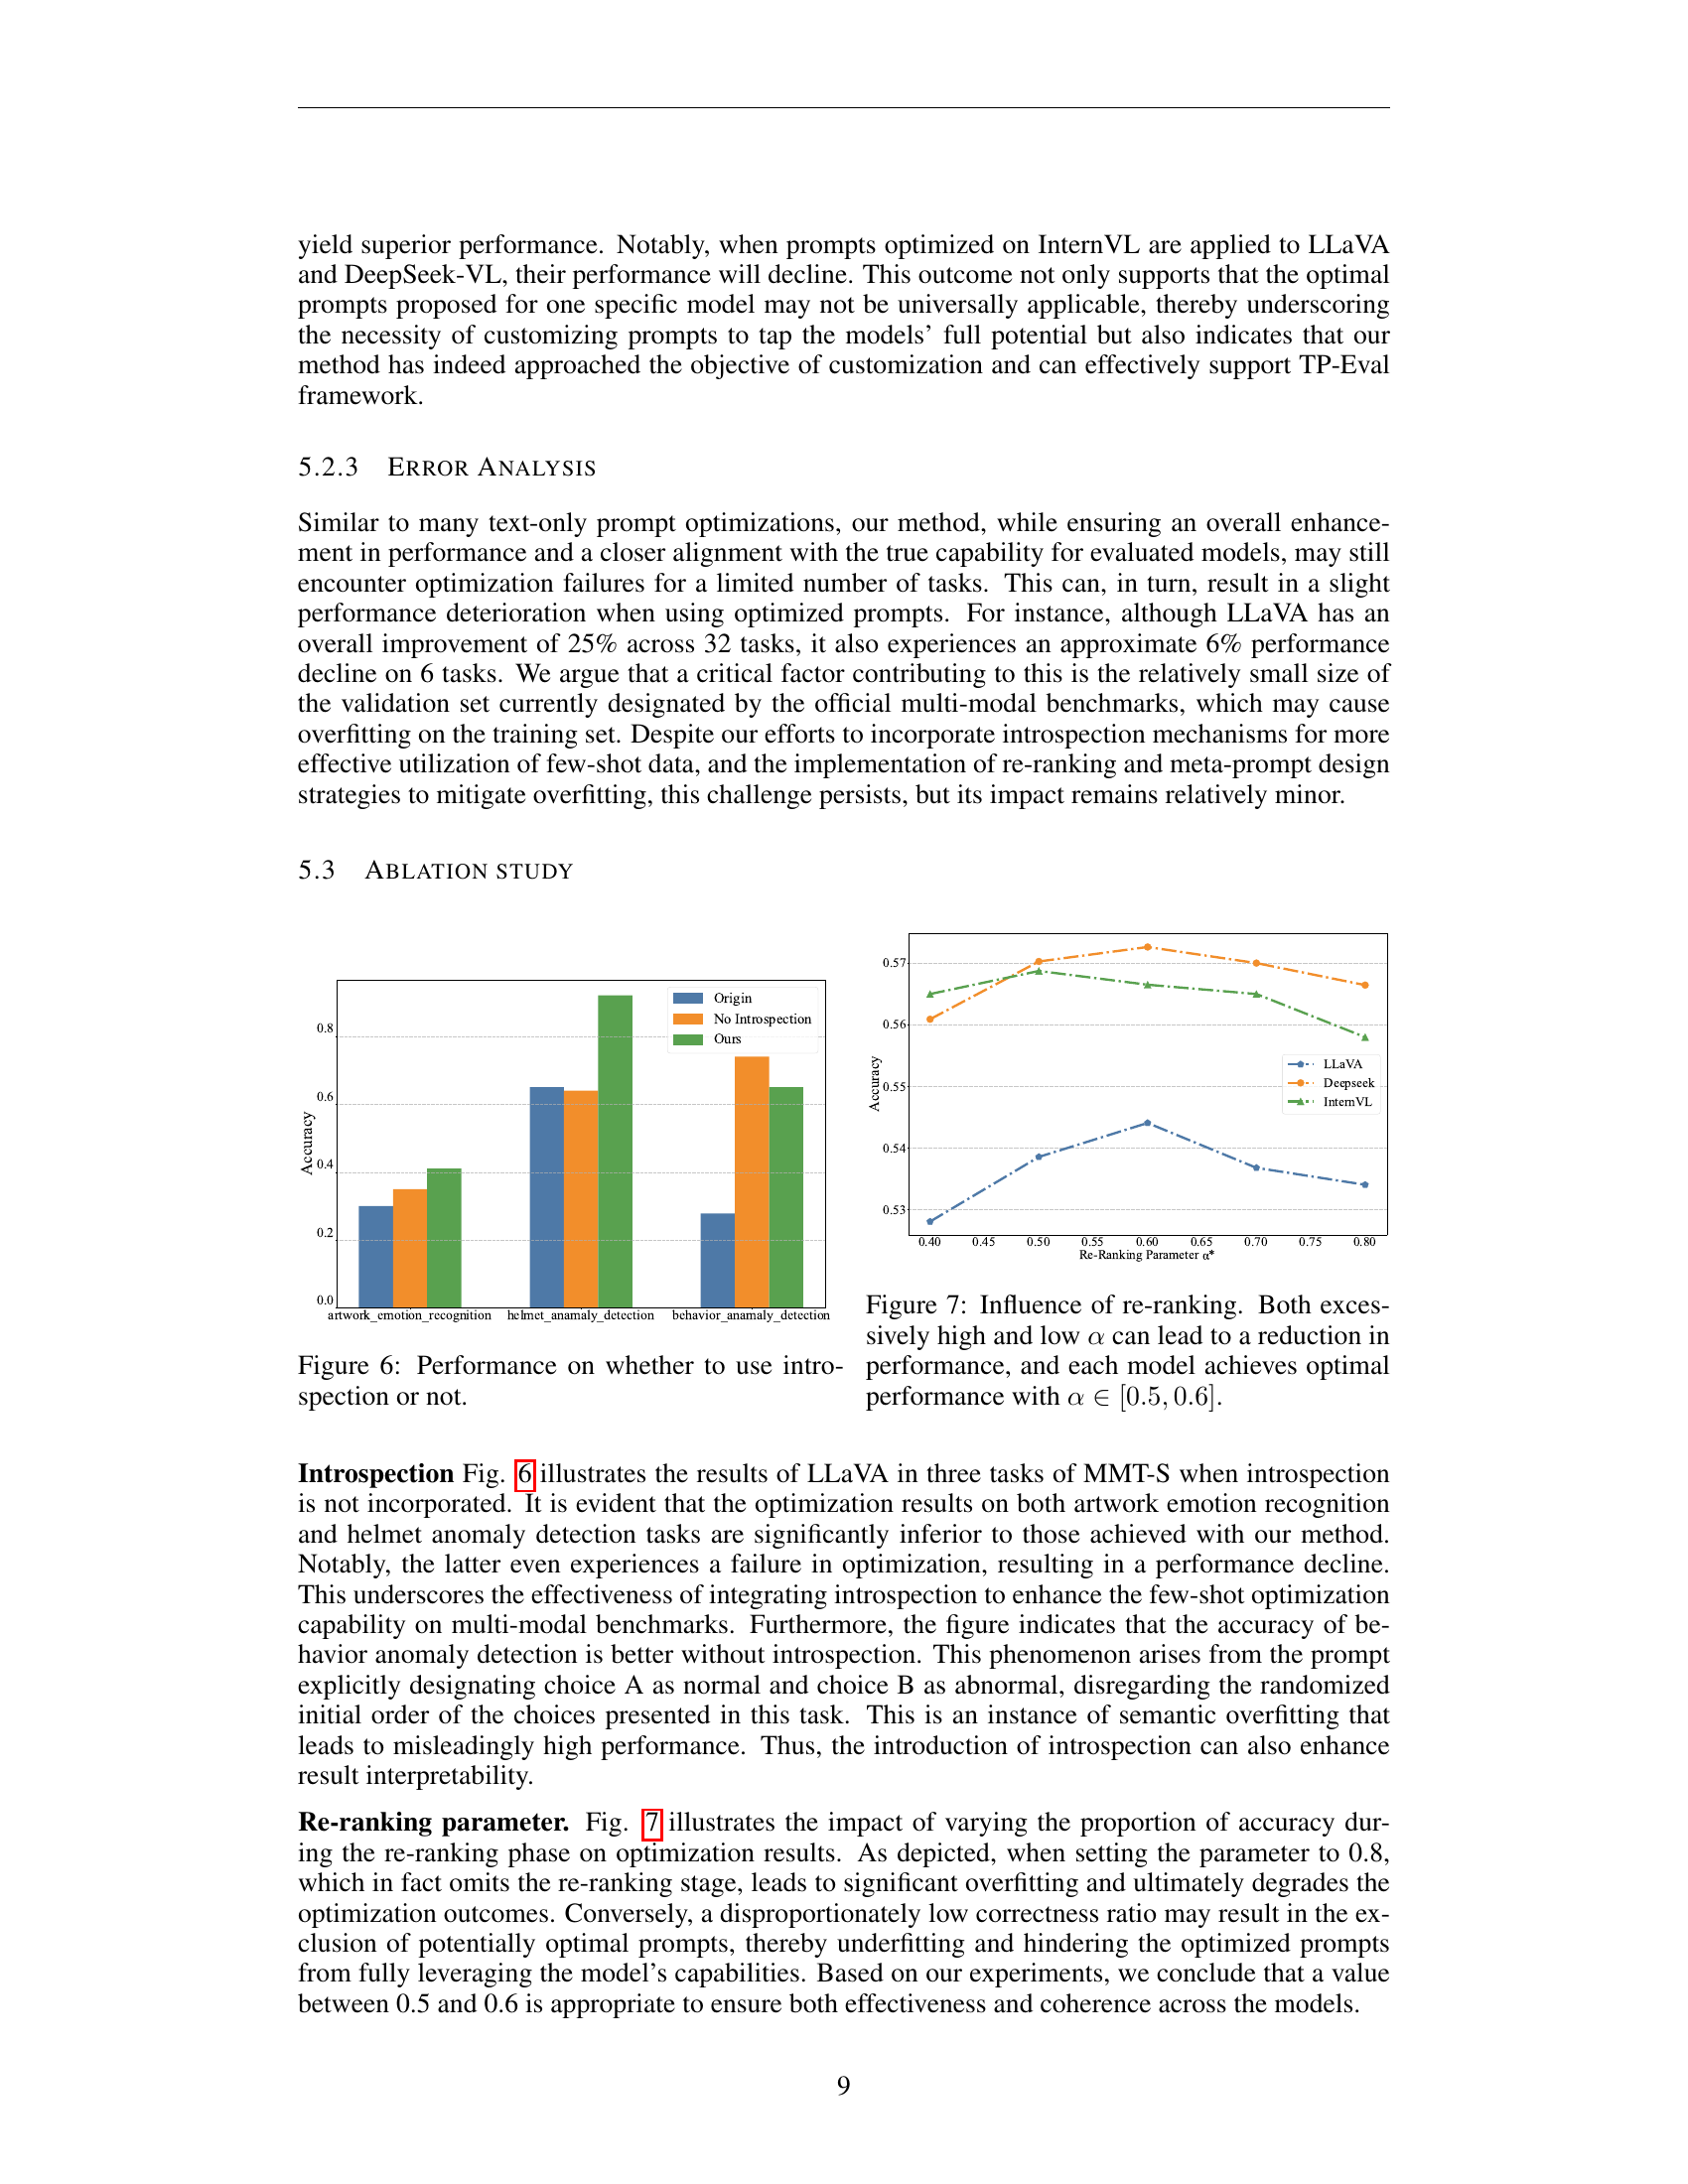 yield superior performance. Notably, when prompts optimized on InternVL are applied to LLaVA
and DeepSeek-VL, their performance will decline. This outcome not only supports that the optimal
prompts proposed for one specific model may not be universally applicable, thereby underscoring
the necessity of customizing prompts to tap the models' full potential but also indicates that our
method has indeed approached the objective of customization and can effectively support TP-Eval
framework.
5.2.3 ERROR ANALYSIS
Similar to many text-only prompt optimizations, our method, while ensuring an overall enhance-
ment in performance and a closer alignment with the true capability for evaluated models, may still
encounter optimization failures for a limited number of tasks. This can, in turn, result in a slight
performance deterioration when using optimized prompts. For instance, although LLaVA has an
overall improvement of 25% across 32 tasks, it also experiences an approximate 6% performance
decline on 6 tasks. We argue that a critical factor contributing to this is the relatively small size of
the validation set currently designated by the official multi-modal benchmarks, which may cause
overfitting on the training set. Despite our efforts to incorporate introspection mechanisms for more
effective utilization of few-shot data, and the implementation of re-ranking and meta-prompt design
strategies to mitigate overfitting, this challenge persists, but its impact remains relatively minor.
5.3 ABLATION STUDY
Accuracy
0.8
0.6
0.4
0.2
0.0
Origin
No Introspection
Ours
artwork_emotion_recognition helmet_anamaly_detection behavior_anamaly_detection
Figure 6: Performance on whether to use intro-
spection or not.
Accuracy
0.57
0.56
0.55
0.54
0.53
LLaVA
Deepseek
InternVL
0.40 0.45 0.50 0.55 0.60 0.65 0.70 0.75 0.80
Re-Ranking Parameter α*
Figure 7: Influence of re-ranking. Both exces-
sively high and low α can lead to a reduction in
performance, and each model achieves optimal
performance with α ∈ [0.5, 0.6].
Introspection Fig. 6 illustrates the results of LLaVA in three tasks of MMT-S when introspection
is not incorporated. It is evident that the optimization results on both artwork emotion recognition
and helmet anomaly detection tasks are significantly inferior to those achieved with our method.
Notably, the latter even experiences a failure in optimization, resulting in a performance decline.
This underscores the effectiveness of integrating introspection to enhance the few-shot optimization
capability on multi-modal benchmarks. Furthermore, the figure indicates that the accuracy of be-
havior anomaly detection is better without introspection. This phenomenon arises from the prompt
explicitly designating choice A as normal and choice B as abnormal, disregarding the randomized
initial order of the choices presented in this task. This is an instance of semantic overfitting that
leads to misleadingly high performance. Thus, the introduction of introspection can also enhance
result interpretability.
Re-ranking parameter. Fig. 7 illustrates the impact of varying the proportion of accuracy dur-
ing the re-ranking phase on optimization results. As depicted, when setting the parameter to 0.8,
which in fact omits the re-ranking stage, leads to significant overfitting and ultimately degrades the
optimization outcomes. Conversely, a disproportionately low correctness ratio may result in the ex-
clusion of potentially optimal prompts, thereby underfitting and hindering the optimized prompts
from fully leveraging the model's capabilities. Based on our experiments, we conclude that a value
between 0.5 and 0.6 is appropriate to ensure both effectiveness and coherence across the models.
9